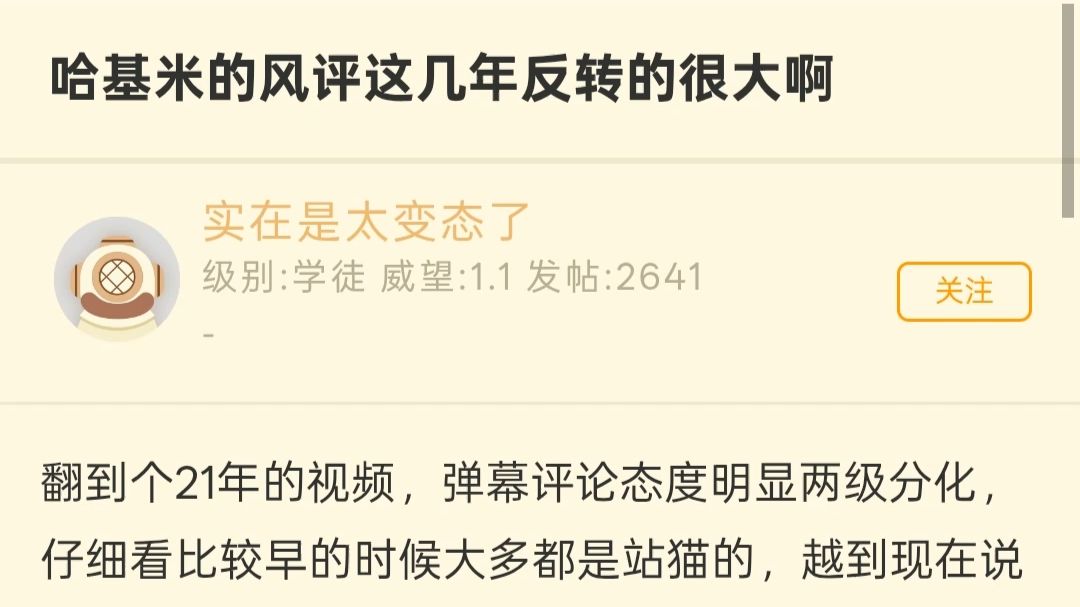 哈基米的风评这几年反转的很大啊
实在是太变态了
级别:学徒 威望:1.1 发帖:2641
关注
-
翻到个21年的视频，弹幕评论态度明显两级分化，
仔细看比较早的时候大多都是站猫的，越到现在说